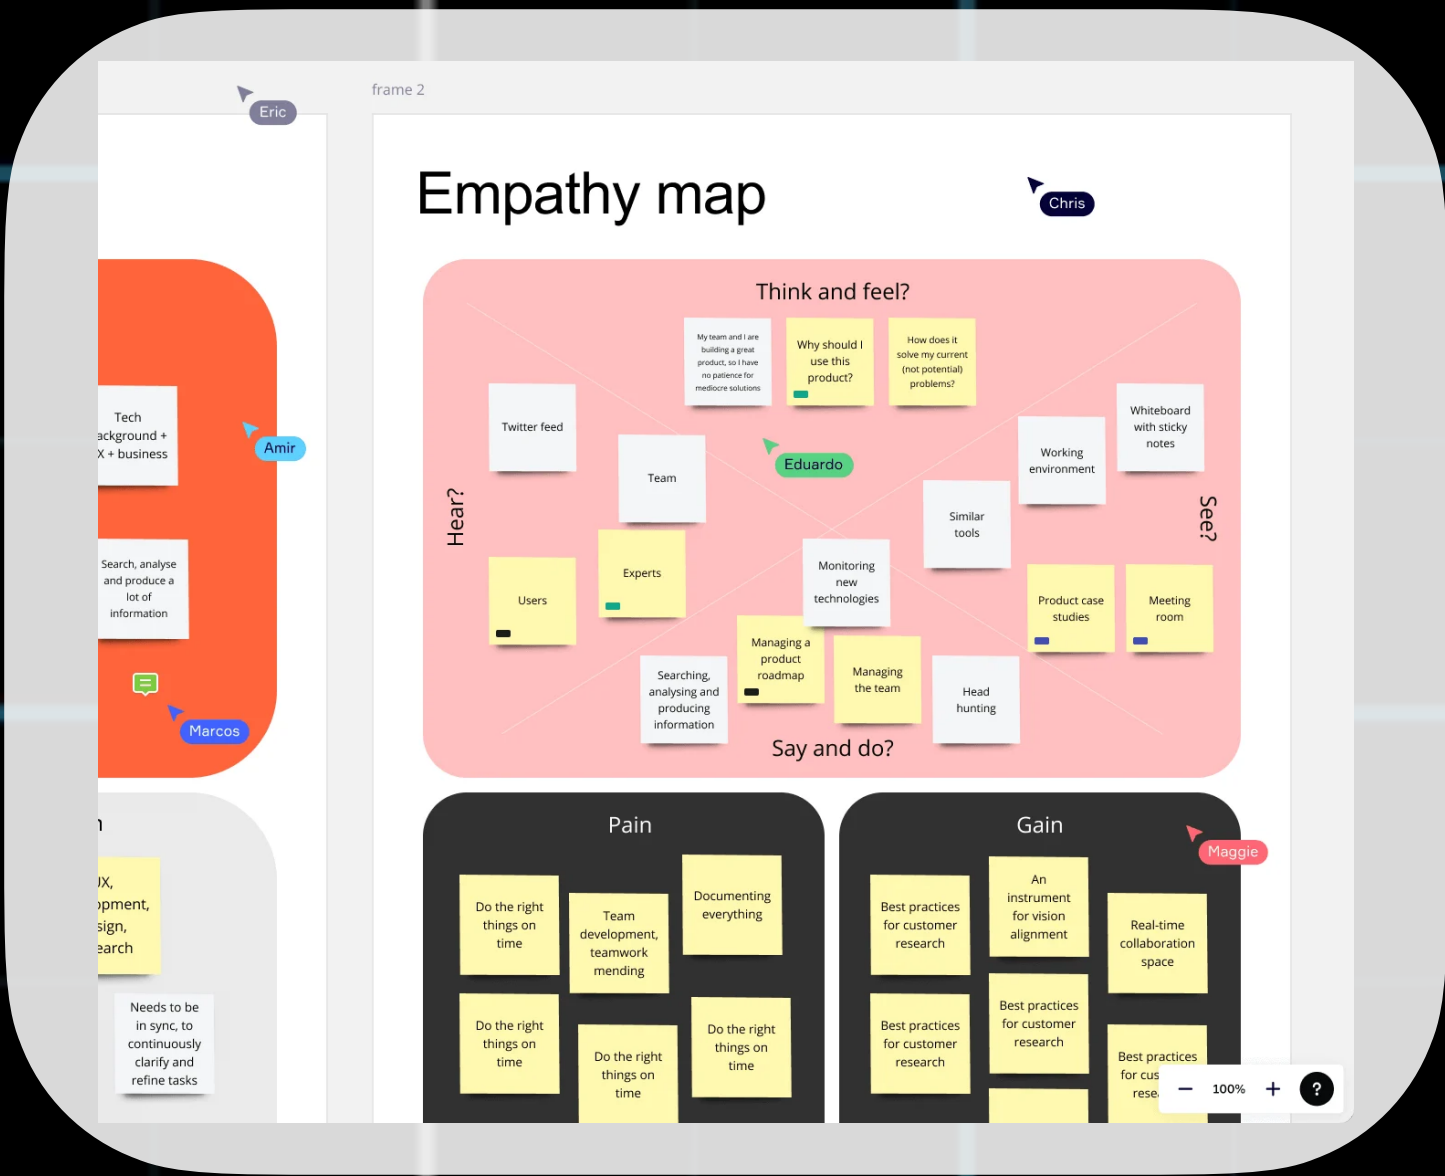 Eric
frame 2
Empathy map
Chris
Think and feel?
My team and I are
building a great
product, so I have
no patience for
mediocre solutions
Why should I
use this
product?
How does it
solve my current
(not potential)
problems?
Twitter feed
Team
Eduardo
Working
environment
Whiteboard
with sticky
notes
Tech
ackground +
X + business
Amir
Hear?
See?
Similar
tools
Search, analyse
and produce a
lot of
information
Users
Experts
Monitoring
new
technologies
Product case
studies
Meeting
room
Searching,
analysing and
producing
information
Managing a
product
roadmap
Managing
the team
Head
hunting
Marcos
Say and do?
n
UX,
opment,
sign,
earch
Needs to be
in sync, to
continuously
clarify and
refine tasks
Pain
Do the right
things on
time
Team
development,
teamwork
mending
Documenting
everything
Do the right
things on
time
Do the right
things on
time
Do the right
things on
time
Gain
Maggie
Best practices
for customer
research
An
instrument
for vision
alignment
Real-time
collaboration
space
Best practices
for customer
research
Best practices
for customer
research
Best practices
for cus
resea
− 100% + ?